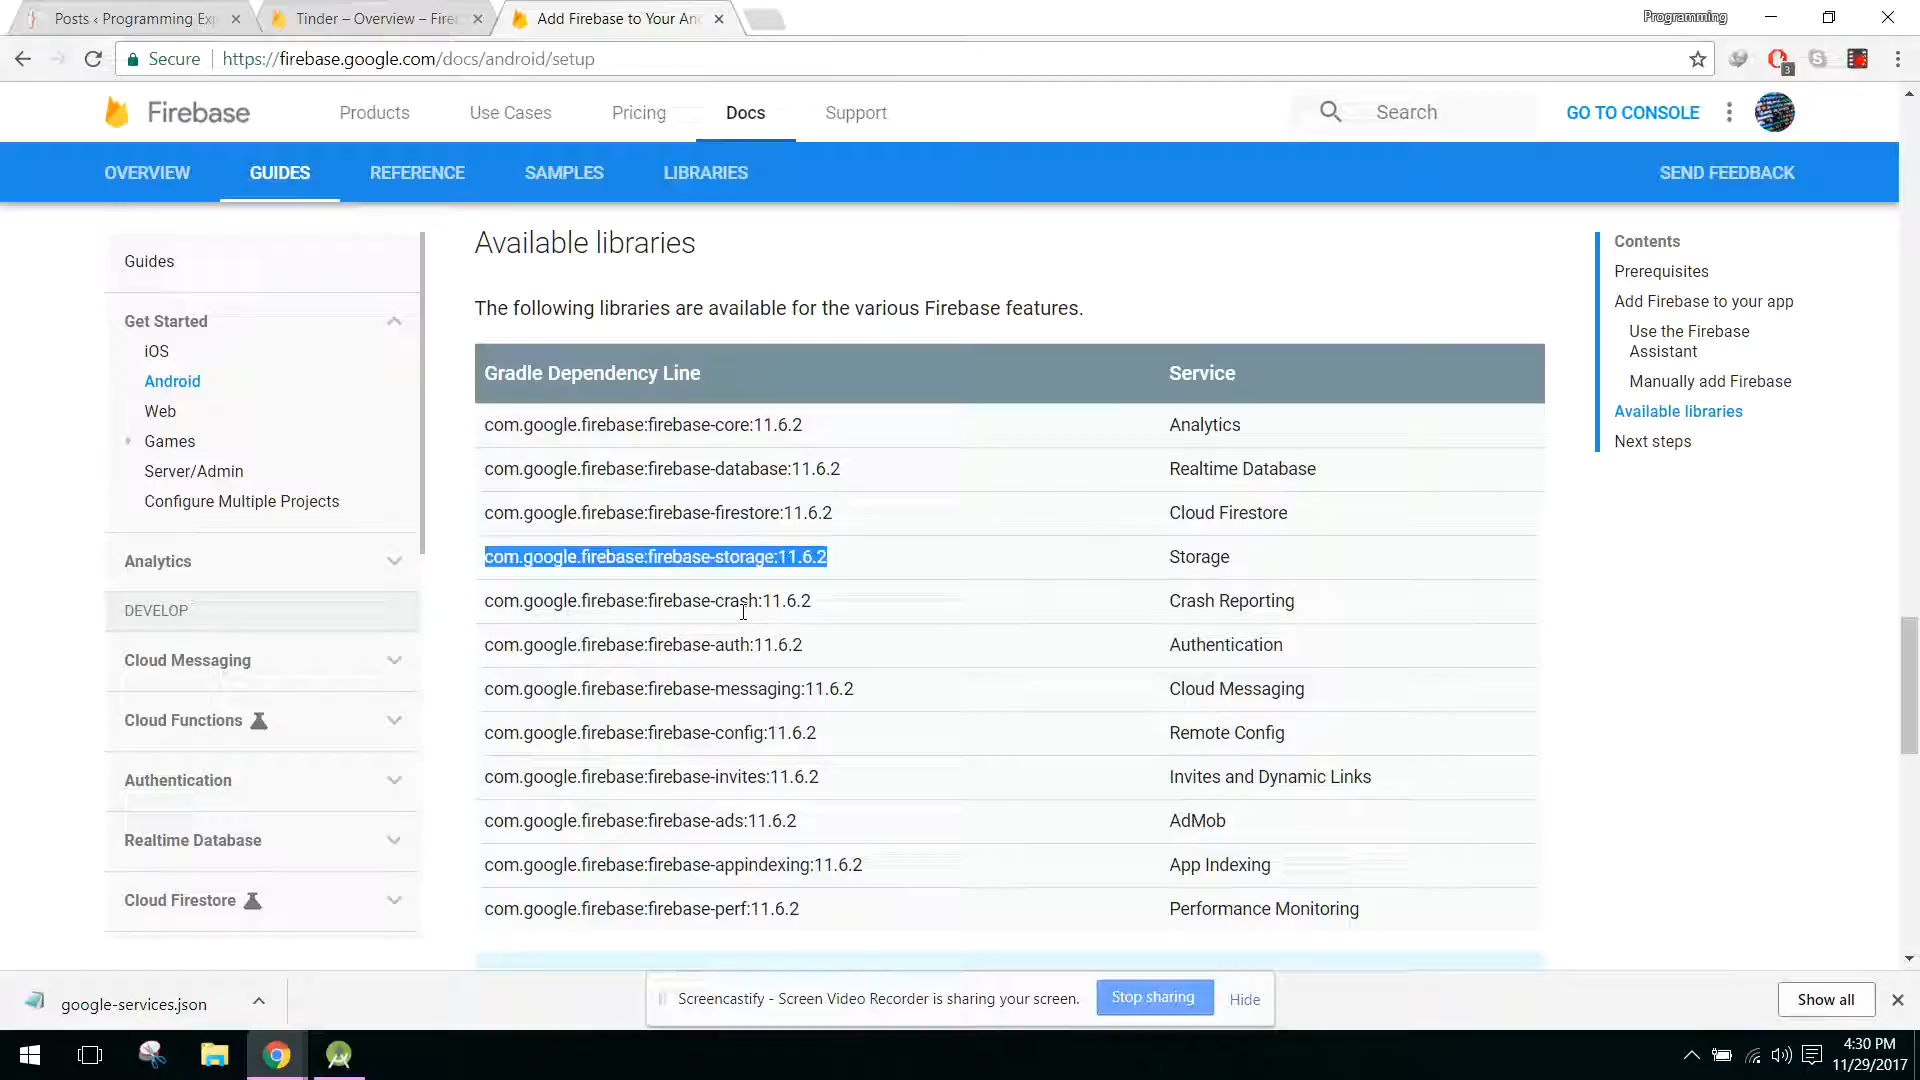 Posts ‹ Programming Ex
Tinder – Overview – Fire
Add Firebase to Your An
Programming
Secure
https://firebase.google.com/docs/android/setup
3
Firebase
Products
Use Cases
Pricing
Docs
Support
Search
GO TO CONSOLE
OVERVIEW
GUIDES
REFERENCE
SAMPLES
LIBRARIES
SEND FEEDBACK
Guides
Get Started
iOS
Android
Web
Games
Server/Admin
Configure Multiple Projects
Analytics
DEVELOP
Cloud Messaging
Cloud Functions
Authentication
Realtime Database
Cloud Firestore
Available libraries
The following libraries are available for the various Firebase features.
Gradle Dependency Line Service
com.google.firebase:firebase-core:11.6.2 Analytics
com.google.firebase:firebase-database:11.6.2 Realtime Database
com.google.firebase:firebase-firestore:11.6.2 Cloud Firestore
com.google.firebase:firebase-storage:11.6.2 Storage
com.google.firebase:firebase-crash:11.6.2 Crash Reporting
com.google.firebase:firebase-auth:11.6.2 Authentication
com.google.firebase:firebase-messaging:11.6.2 Cloud Messaging
com.google.firebase:firebase-config:11.6.2 Remote Config
com.google.firebase:firebase-invites:11.6.2 Invites and Dynamic Links
com.google.firebase:firebase-ads:11.6.2 AdMob
com.google.firebase:firebase-appindexing:11.6.2 App Indexing
com.google.firebase:firebase-perf:11.6.2 Performance Monitoring
Contents
Prerequisites
Add Firebase to your app
Use the Firebase
Assistant
Manually add Firebase
Available libraries
Next steps
google-services.json
Screencastify - Screen Video Recorder is sharing your screen.
Stop sharing
Hide
Show all
4:30 PM
11/29/2017